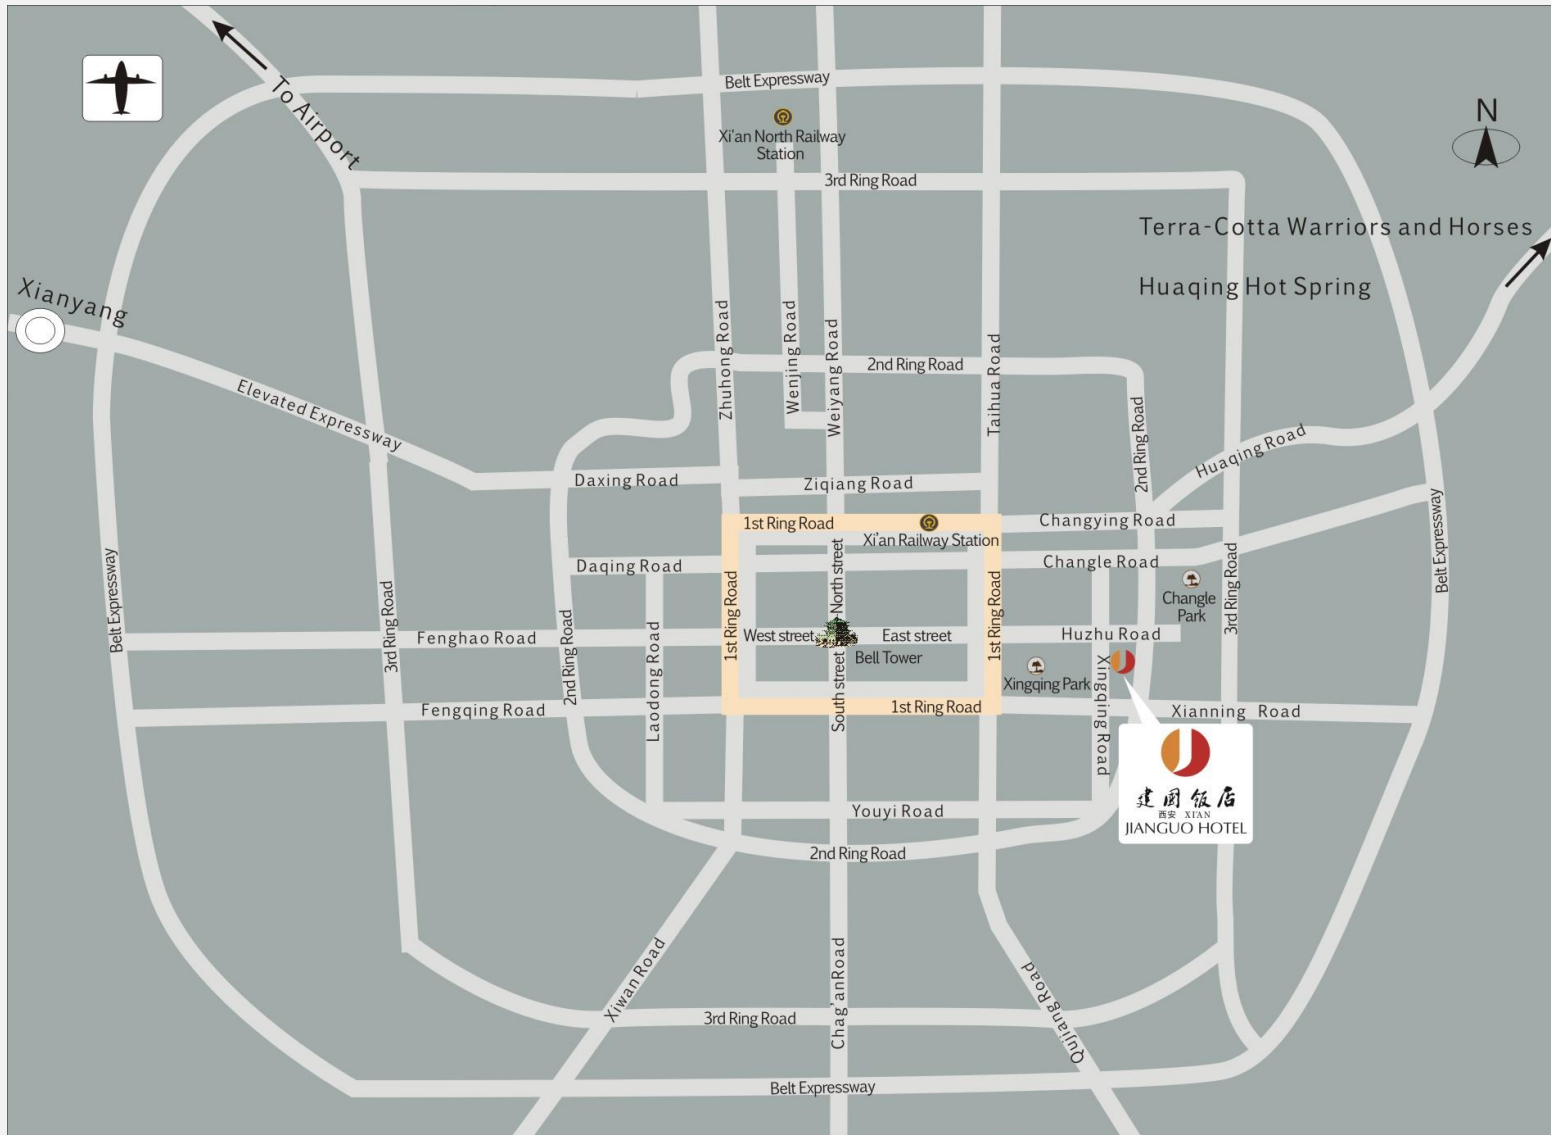 Belt Expressway
To Airport
Xi'an North Railway
Station
N
3rd Ring Road
Terra-Cotta Warriors and Horses
Huaqing Hot Spring
Xianyang
Elevated Expressway
Zhuhong Road
Wenjing Road
Weiyang Road
Taihua Road
2nd Ring Road
2nd Ring Road
Huaqing Road
Daxing Road
Ziqiang Road
1st Ring Road
Xi'an Railway Station
Changying Road
Daqing Road
North street
Changle Road
Changle
Park
Belt Expressway
Belt Expressway
3rd Ring Road
2nd Ring Road
Laodong Road
1st Ring Road
1st Ring Road
3rd Ring Road
Fenghao Road
West street
East street
Bell Tower
Huzhu Road
Xingqing Park
Xingqing Road
South street
Fengqing Road
1st Ring Road
Xianning Road
建國飯店
西安 XI'AN
JIANGUO HOTEL
Youyi Road
2nd Ring Road
Xiwan Road
Chag'anRoad
Qujiang Road
3rd Ring Road
Belt Expressway